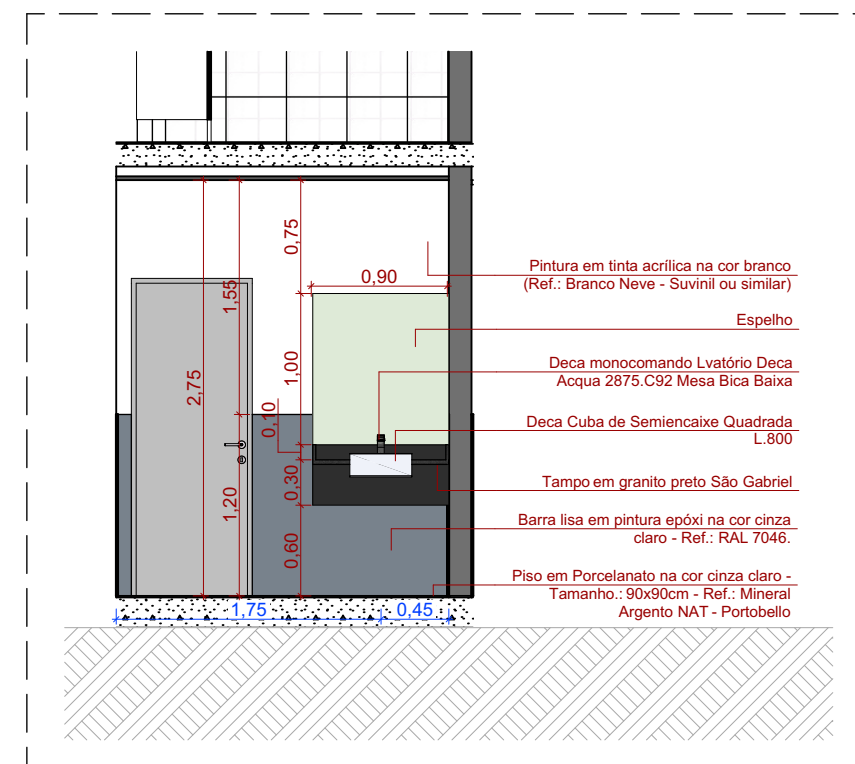 0,75
0,90
1,55
Pintura em tinta acrílica na cor branco
(Ref.: Branco Neve - Suvinil ou similar)
Espelho
1,00
2,75
Deca monocomando Lvatório Deca
Acqua 2875.C92 Mesa Bica Baixa
0,10
Deca Cuba de Semiencaixe Quadrada
L.800
0,30
Tampo em granito preto São Gabriel
1,20
Barra lisa em pintura epóxi na cor cinza
claro - Ref.: RAL 7046.
0,60
Piso em Porcelanato na cor cinza claro -
Tamanho.: 90x90cm - Ref.: Mineral
Argento NAT - Portobello
1,75
0,45